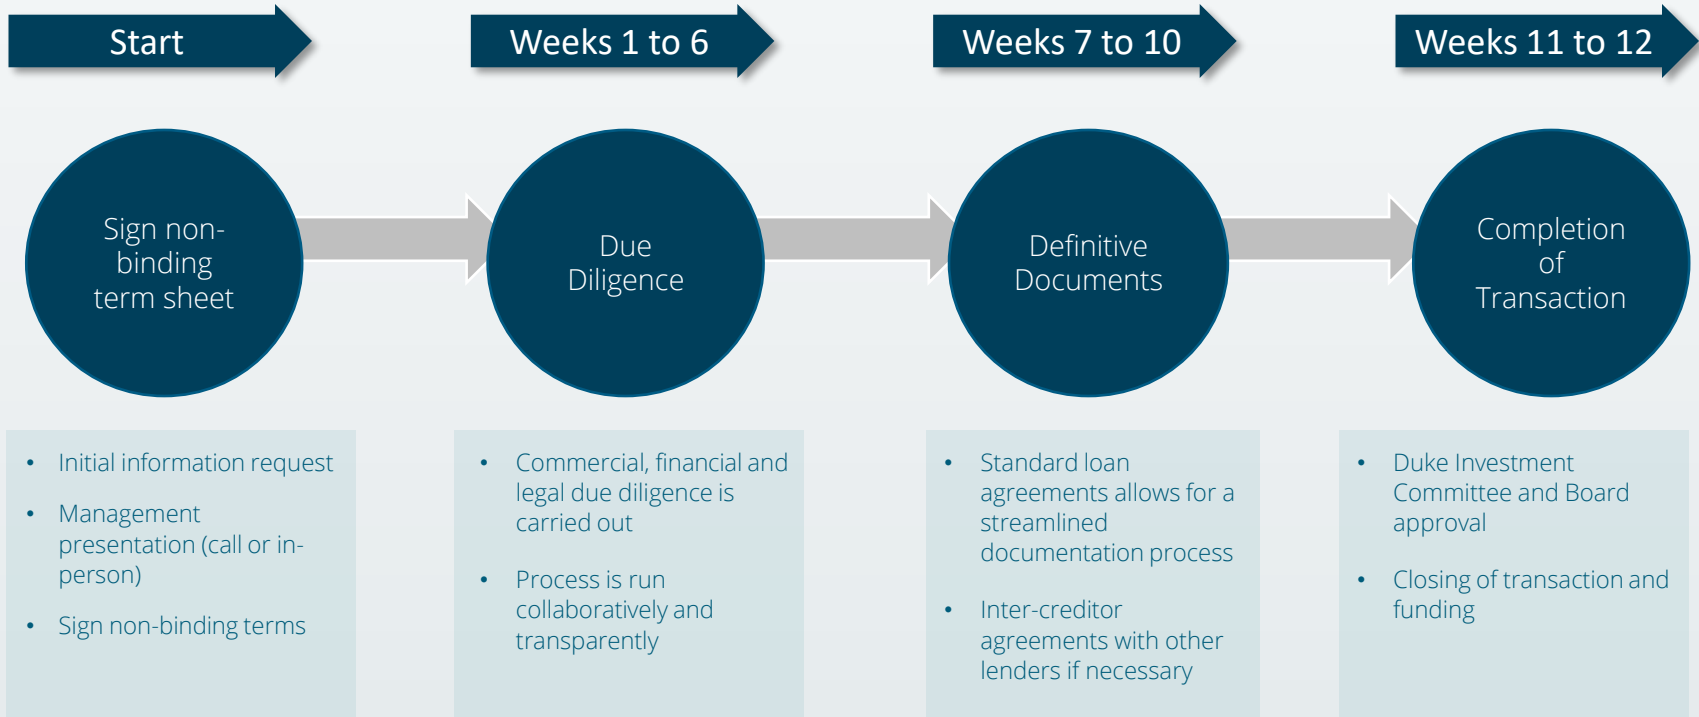 Start
Weeks 1 to 6
Weeks 7 to 10
Weeks 11 to 12
Sign non-
binding
term sheet
Due
Diligence
Definitive
Documents
Completion
of
Transaction
• Initial information request
• Management
presentation (call or in-
person)
• Sign non-binding terms
• Commercial, financial and
legal due diligence is
carried out
• Process is run
collaboratively and
transparently
• Standard loan
agreements allows for a
streamlined
documentation process
• Inter-creditor
agreements with other
lenders if necessary
• Duke Investment
Committee and Board
approval
• Closing of transaction and
funding